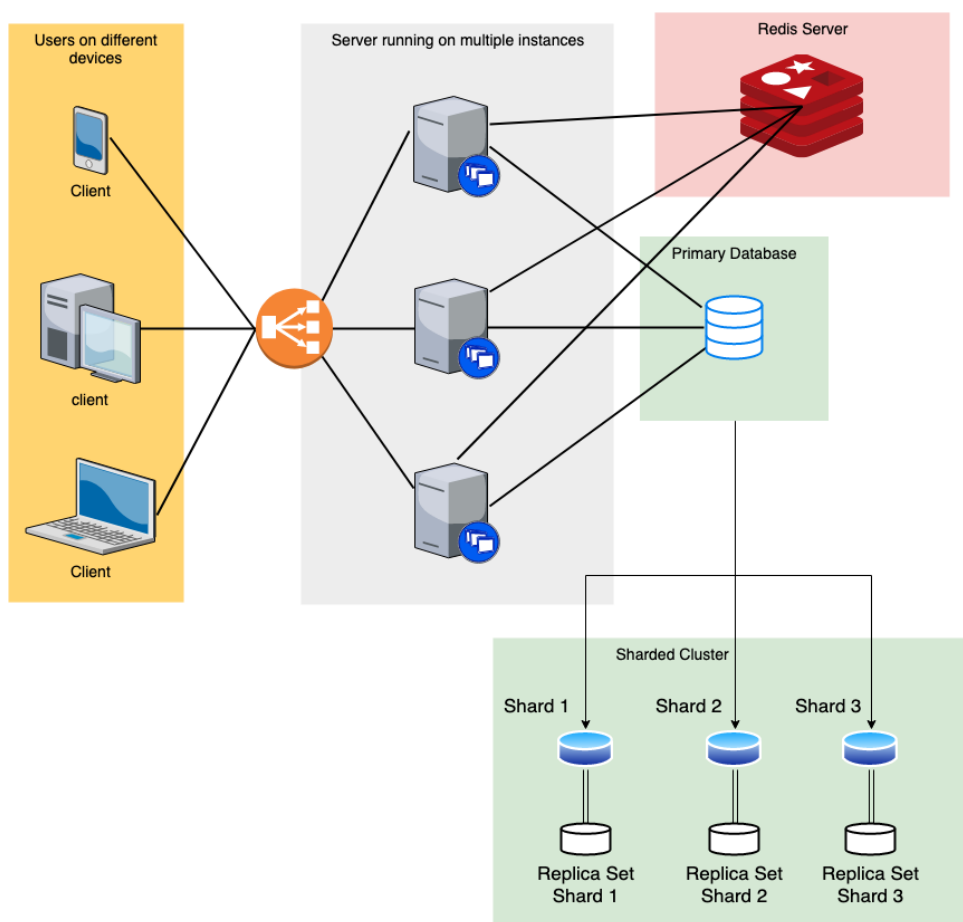 Users on different
devices
Server running on multiple instances
Redis Server
Client
Primary Database
client
Client
Sharded Cluster
Shard 1
Shard 2
Shard 3
Replica Set
Shard 1
Replica Set
Shard 2
Replica Set
Shard 3